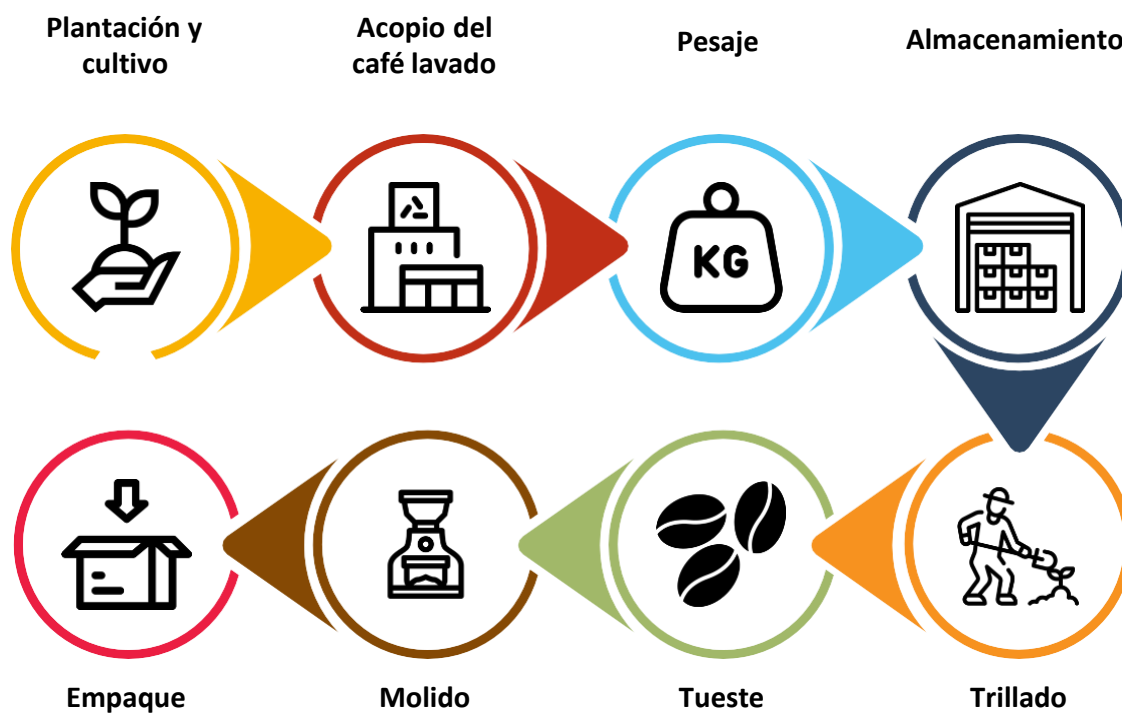 Plantación y
cultivo
Acopio del
café lavado
Pesaje
Almacenamiento
KG
Empaque
Molido
Tueste
Trillado